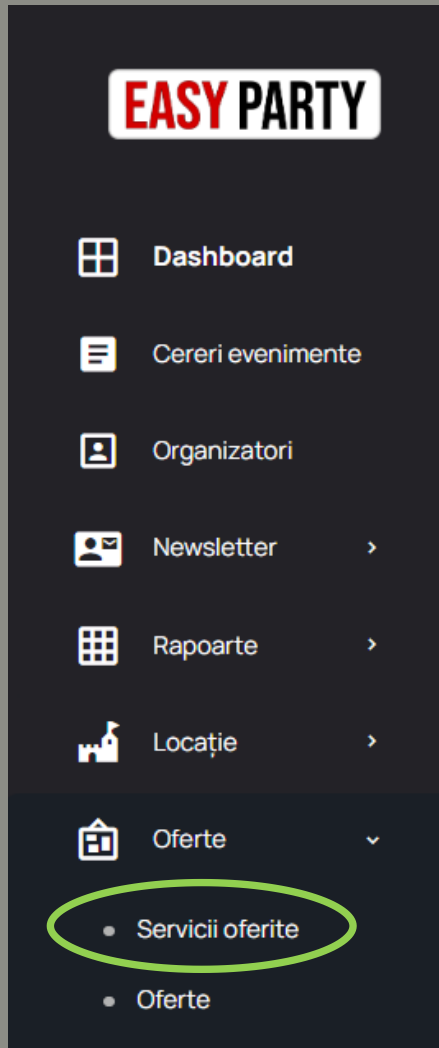 EASY PARTY
Dashboard
Cereri evenimente
Organizatori
Newsletter
Rapoarte
Locație
Oferte
Servicii oferite
Oferte